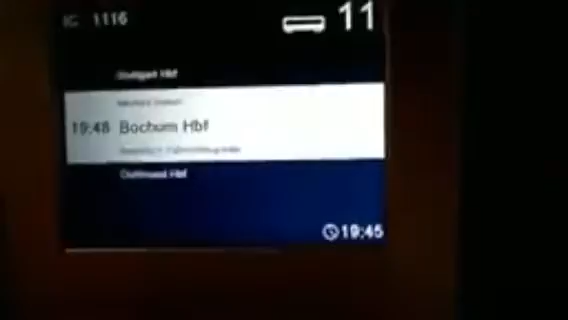 IC 1116
11
Stuttgart Hbf
19:48 Bochum Hbf
Dortmund Hbf
19:45